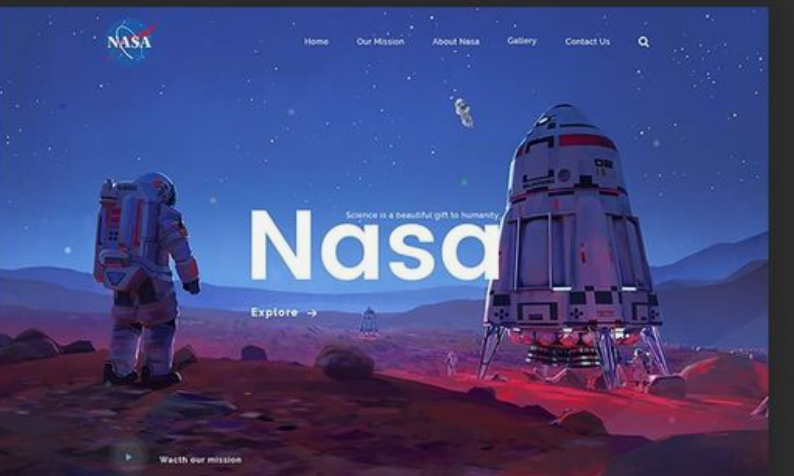 NASA
Home Our Mission About Nasa Gallery Contact Us
Science is a beautiful gift to humanity
Nasa
Explore →
Wacth our mission